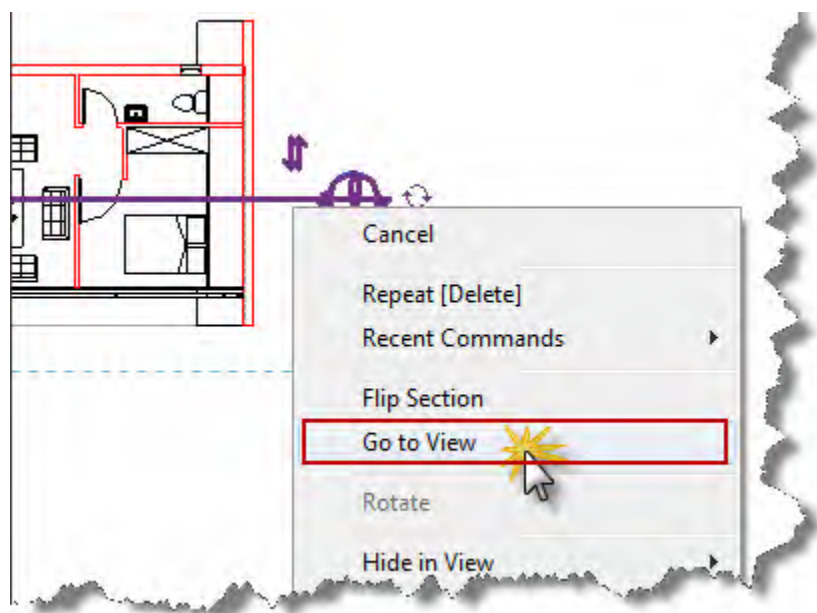 Cancel
Repeat [Delete]
Recent Commands
Flip Section
Go to View
Rotate
Hide in View